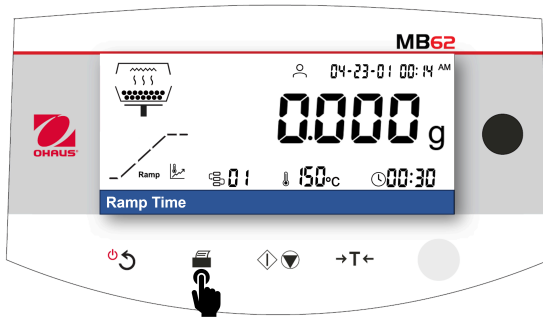 MB62
04-23-01 00:14 AM
0.000 g
OHAUS
Ramp
01
150°C
00:30
Ramp Time
→T←